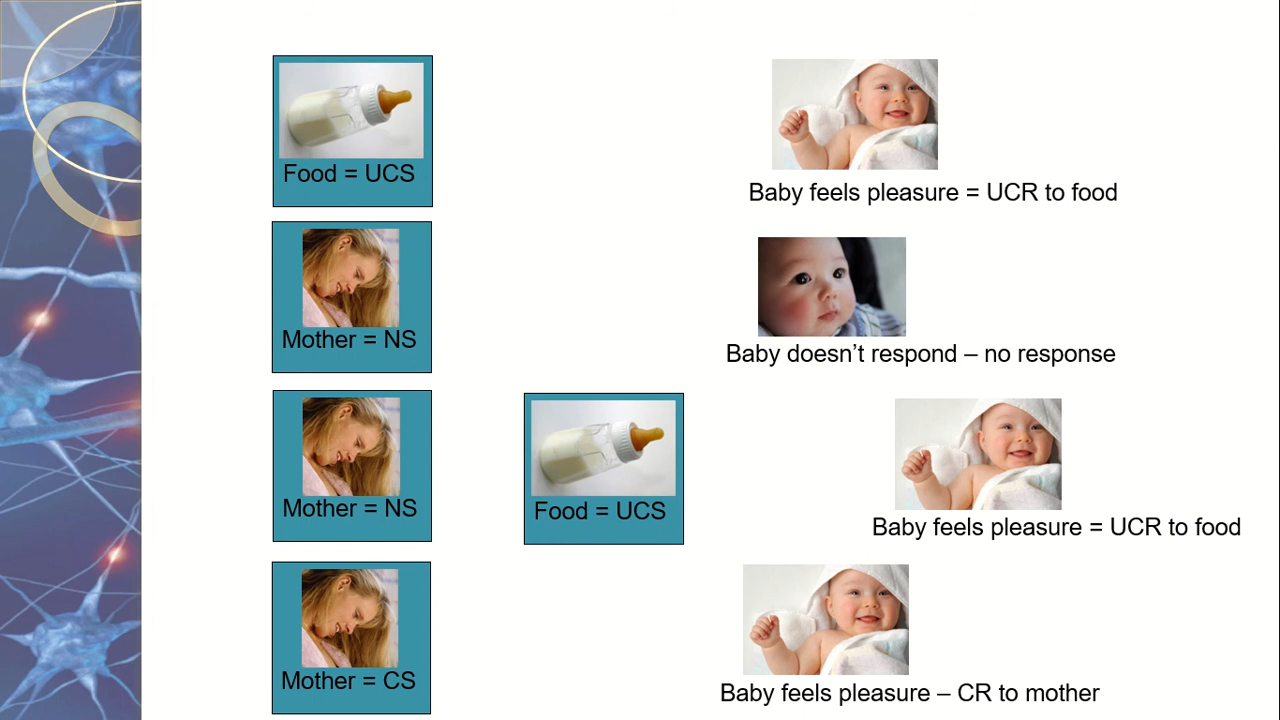 Food = UCS
Baby feels pleasure = UCR to food
Mother = NS
Baby doesn’t respond – no response
Mother = NS
Food = UCS
Baby feels pleasure = UCR to food
Mother = CS
Baby feels pleasure – CR to mother